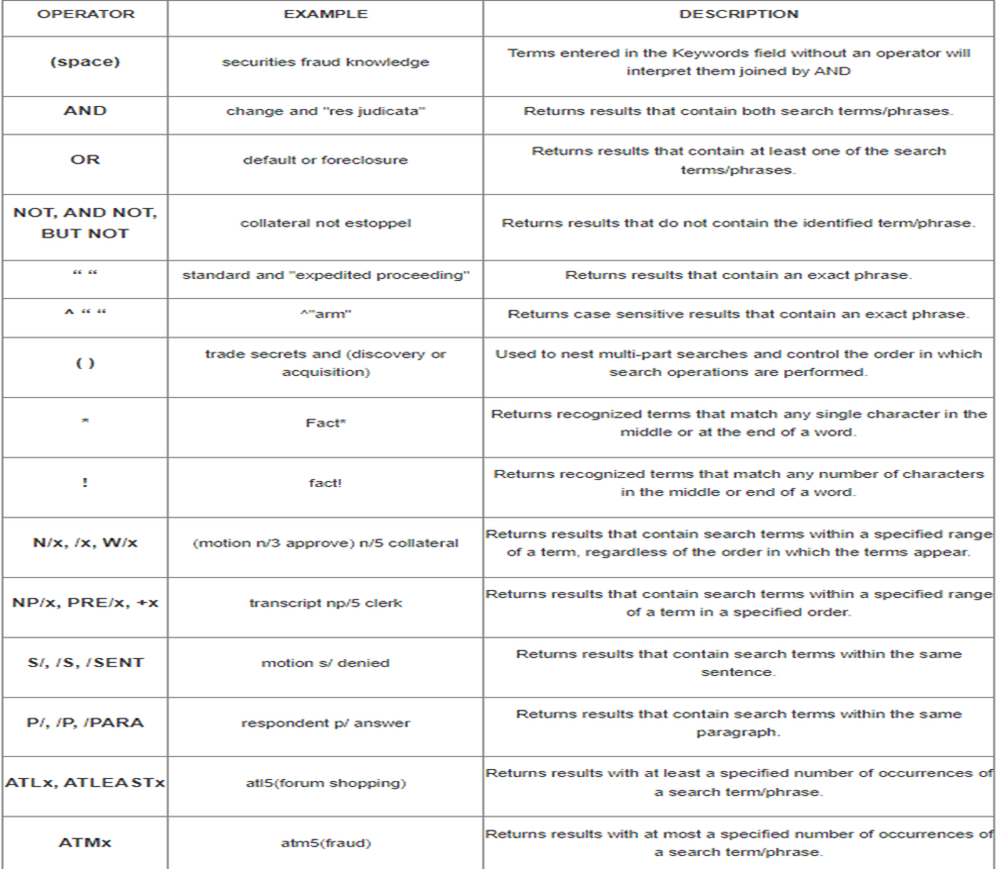 OPERATOR EXAMPLE DESCRIPTION
(space) securities fraud knowledge Terms entered in the Keywords field without an operator will
interpret them joined by AND
AND change and "res judicata" Returns results that contain both search terms/phrases.
OR default or foreclosure Returns results that contain at least one of the search
terms/phrases.
NOT, AND NOT,
BUT NOT collateral not estoppel Returns results that do not contain the identified term/phrase.
“ “ standard and "expedited proceeding" Returns results that contain an exact phrase.
^ “ “ ^"arm" Returns case sensitive results that contain an exact phrase.
( ) trade secrets and (discovery or
acquisition) Used to nest multi-part searches and control the order in which
search operations are performed.
* Fact* Returns recognized terms that match any single character in the
middle or at the end of a word.
! fact! Returns recognized terms that match any number of characters
in the middle or end of a word.
N/x, /x, W/x (motion n/3 approve) n/5 collateral Returns results that contain search terms within a specified range
of a term, regardless of the order in which the terms appear.
NP/x, PRE/x, +x transcript np/5 clerk Returns results that contain search terms within a specified range
of a term in a specified order.
S/, /S, /SENT motion s/ denied Returns results that contain search terms within the same
sentence.
P/, /P, /PARA respondent p/ answer Returns results that contain search terms within the same
paragraph.
ATLx, ATLEASTx atl5(forum shopping) Returns results with at least a specified number of occurrences of
a search term/phrase.
ATMx atm5(fraud) Returns results with at most a specified number of occurrences of
a search term/phrase.